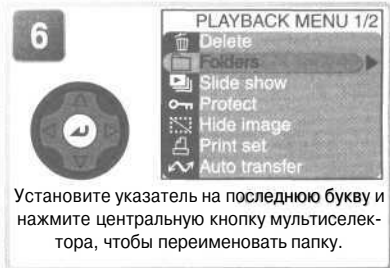 6
PLAYBACK MENU 1/2
Delete
Folders
Slide show
Protect
Hide image
Print set
Auto transfer
Установите указатель на последнюю букву и
нажмите центральную кнопку мультиселек-
тора, чтобы переименовать папку.